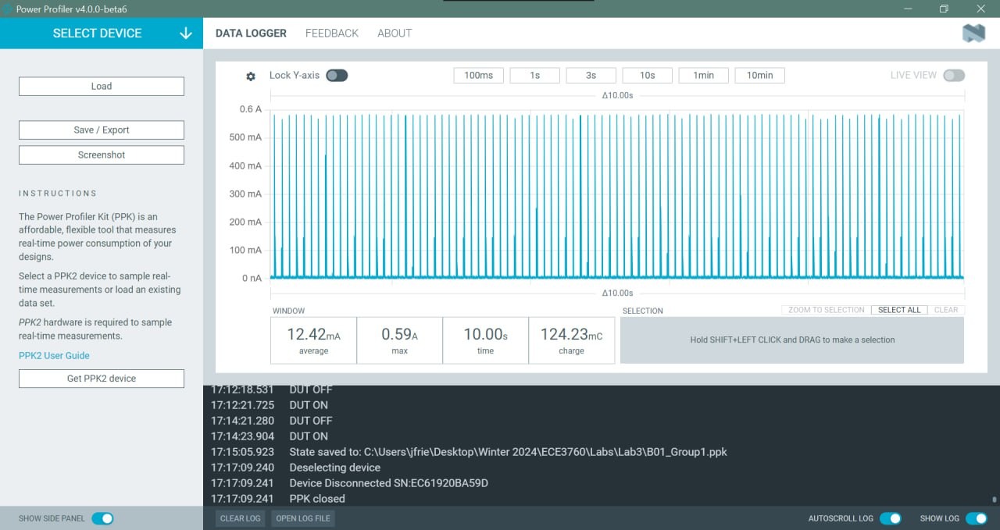 Power Profiler v4.0.0-beta6
SELECT DEVICE
DATA LOGGER FEEDBACK ABOUT
Load
Save / Export
Screenshot
INSTRUCTIONS
The Power Profiler Kit (PPK) is an
affordable, flexible tool that measures
real-time power consumption of your
designs.
Select a PPK2 device to sample real-
time measurements or load an existing
data set.
PPK2 hardware is required to sample
real-time measurements.
PPK2 User Guide
Get PPK2 device
SHOW SIDE PANEL
Lock Y-axis
100ms 1s 3s 10s 1min 10min
LIVE VIEW
Δ10.00s
0.6 A
500 mA
400 mA
300 mA
200 mA
100 mA
0 nA
Δ10.00s
WINDOW
12.42mA 0.59A 10.00s 124.23mC
average max time charge
SELECTION
ZOOM TO SELECTION SELECT ALL CLEAR
Hold SHIFT+LEFT CLICK and DRAG to make a selection
17:12:18.531 DUT OFF
17:12:21.725 DUT ON
17:14:21.280 DUT OFF
17:14:23.904 DUT ON
17:15:05.923 State saved to: C:\Users\jfrie\Desktop\Winter 2024\ECE3760\Labs\Lab3\B01_Group1.ppk
17:17:09.240 Deselecting device
17:17:09.241 Device Disconnected SN:EC61920BA59D
17:17:09.241 PPK closed
CLEAR LOG OPEN LOG FILE
AUTOSCROLL LOG SHOW LOG